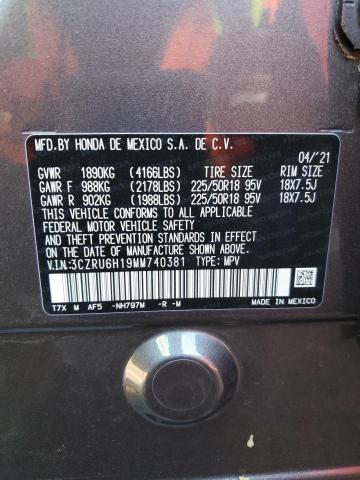 MFD.BY HONDA DE MEXICO S.A. DE C.V.
04/'21
GVWR 1890KG (4166LBS) TIRE SIZE RIM SIZE
GAWR F 988KG (2178LBS) 225/50R18 95V 18X7.5J
GAWR R 902KG (1988LBS) 225/50R18 95V 18X7.5J
THIS VEHICLE CONFORMS TO ALL APPLICABLE
FEDERAL MOTOR VEHICLE SAFETY STANDARDS IN EFFECT
ON THE DATE OF MANUFACTURE SHOWN ABOVE.
V.I.N:3CZRU6H19MM740381 TYPE: MPV
T7X M AF5 -NH797M -R -M
MADE IN MEXICO